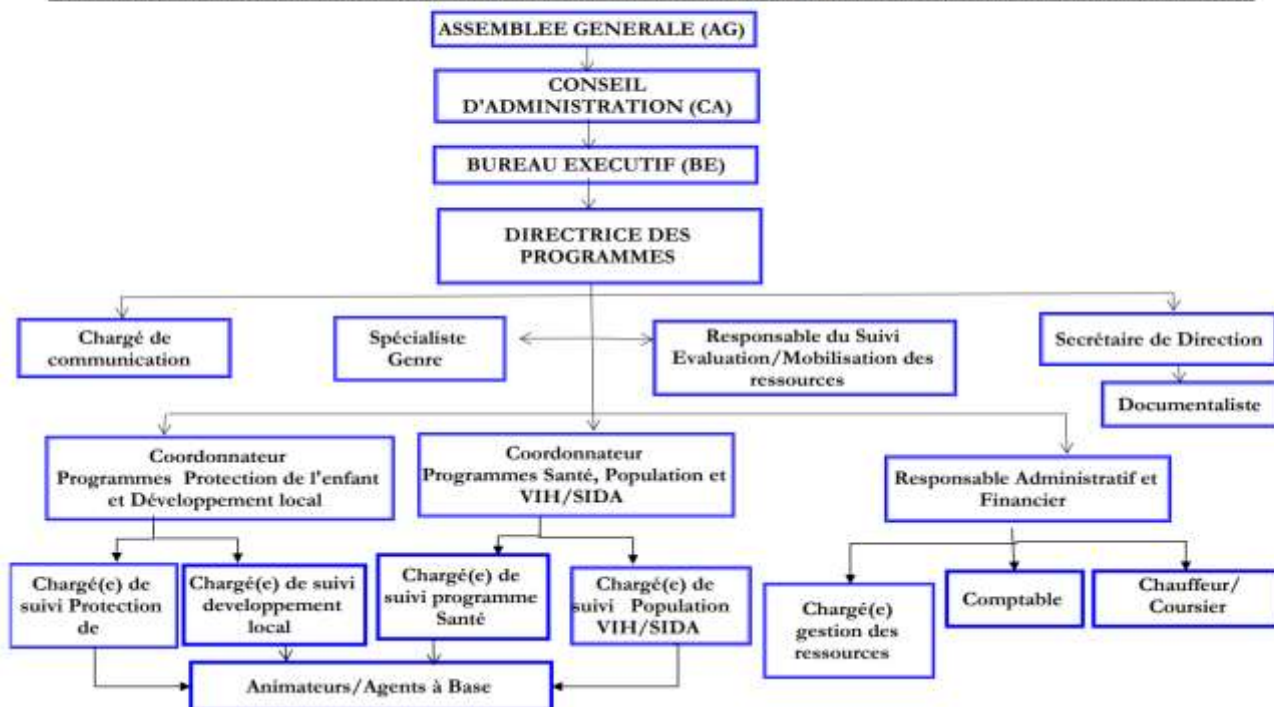 ASSEMBLEE GENERALE (AG)
CONSEIL
D'ADMINISTRATION (CA)
BUREAU EXECUTIF (BE)
DIRECTRICE DES
PROGRAMMES
Chargé de
communication
Spécialiste
Genre
Responsable du Suivi
Evaluation/Mobilisation des
ressources
Secrétaire de Direction
Documentaliste
Coordonnateur
Programmes Protection de l'enfant
et Développement local
Coordonnateur
Programmes Santé, Population et
VIH/SIDA
Responsable Administratif et
Financier
Chargé(e) de
suivi Protection
de
Chargé(e) de suivi
developpement
local
Chargé(e) de
suivi programme
Santé
Chargé(e) de
suivi Population
VIH/SIDA
Chargé(e)
gestion des
ressources
Comptable
Chauffeur/
Coursier
Animateurs/Agents à Base